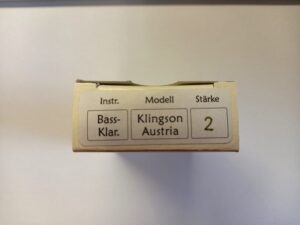 Instr. Modell Stärke
Bass- Klingson 2
Klar. Austria